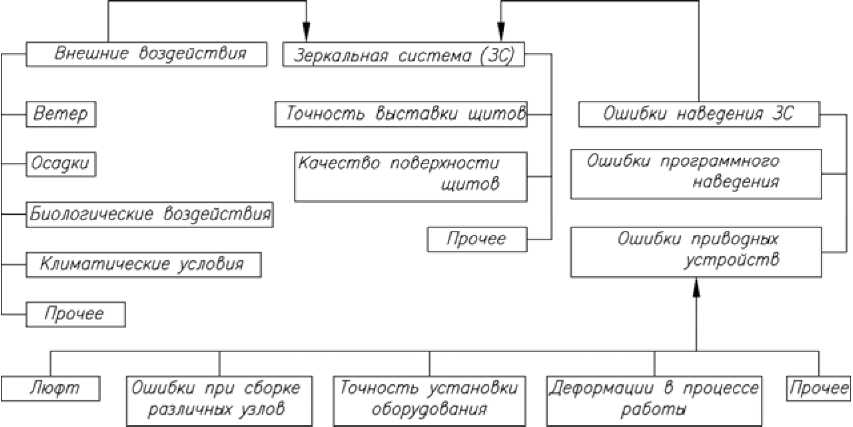 Внешние воздействия
Зеркальная система (ЗС)
Ветер
Точность выставки щитов
Ошибки наведения ЗС
Осадки
Качество поверхности
щитов
Ошибки программного
наведения
Биологические воздействия
Прочее
Ошибки приводных
устройств
Климатические условия
Прочее
Люфт
Ошибки при сборке
различных узлов
Точность установки
оборудования
Деформации в процессе
работы
Прочее